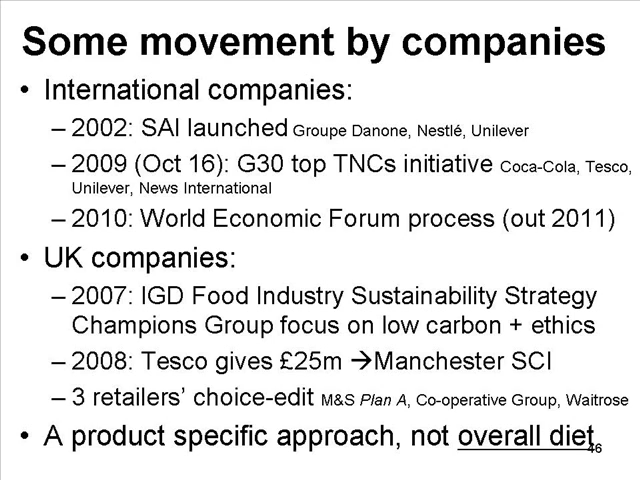 Some movement by companies
• International companies:
– 2002: SAI launched Groupe Danone, Nestlé, Unilever
– 2009 (Oct 16): G30 top TNCs initiative Coca-Cola, Tesco,
Unilever, News International
– 2010: World Economic Forum process (out 2011)
• UK companies:
– 2007: IGD Food Industry Sustainability Strategy
Champions Group focus on low carbon + ethics
– 2008: Tesco gives £25m →Manchester SCI
– 3 retailers’ choice-edit M&S Plan A, Co-operative Group, Waitrose
• A product specific approach, not overall diet
46